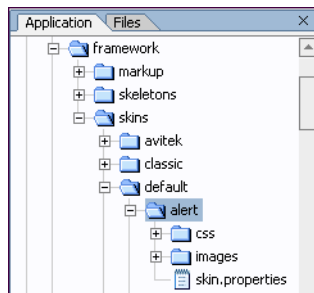 Application Files
framework
markup
skeletons
skins
avitek
classic
default
alert
css
images
skin.properties